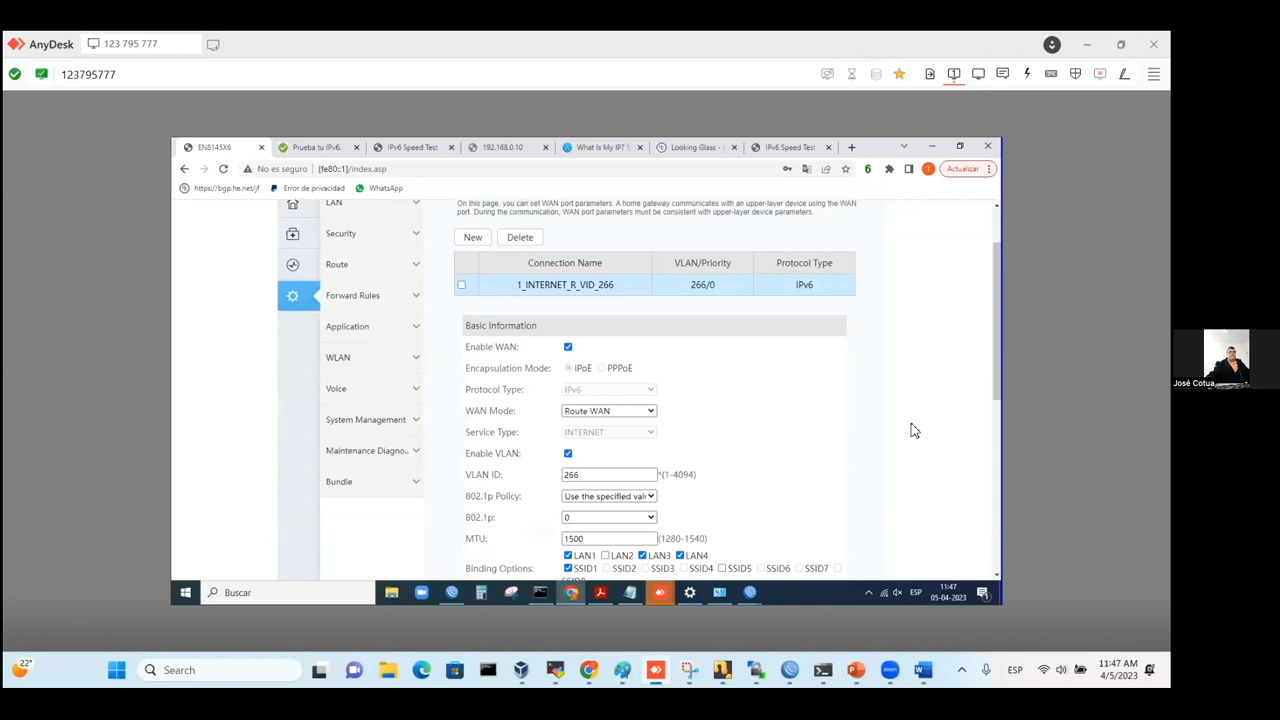 AnyDesk 123 795 777
123795777
EN8145X6 Prueba tu IPv6. IPv6 Speed Test 192.168.0.10 What Is My IP? S Looking Glass - IPv6 Speed Test
No es seguro [fe80::1]/index.asp 6 T Actualizar
https://bgp.he.net/jf Error de privacidad WhatsApp
LAN
On this page, you can set WAN port parameters. A home gateway communicates with an upper-layer device using the WAN
port. During the communication, WAN port parameters must be consistent with upper-layer device parameters.
Security
New Delete
Route
Connection Name VLAN/Priority Protocol Type
1_INTERNET_R_VID_266 266/0 IPv6
Forward Rules
Application
Basic Information
WLAN
Enable WAN:
Encapsulation Mode: IPoE PPPoE
Voice
Protocol Type: IPv6
WAN Mode: Route WAN
System Management
Service Type: INTERNET
Maintenance Diagno..
Enable VLAN:
VLAN ID: 266 *(1-4094)
Bundle
802.1p Policy: Use the specified val
802.1p: 0
MTU: 1500 (1280-1540)
LAN1 LAN2 LAN3 LAN4
Binding Options: SSID1 SSID2 SSID3 SSID4 SSID5 SSID6 SSID7
José Cotua
Buscar ESP 11:47
05-04-2023
22°
Search ESP 11:47 AM
4/5/2023